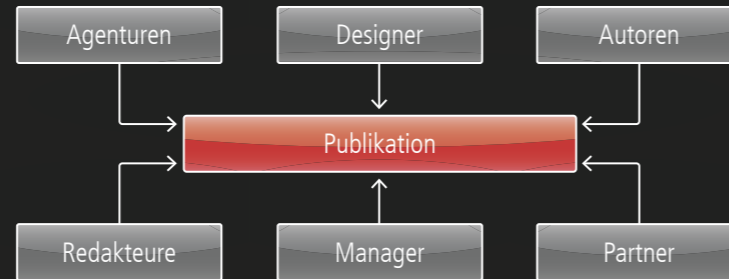 Agenturen
Designer
Autoren
Publikation
Redakteure
Manager
Partner